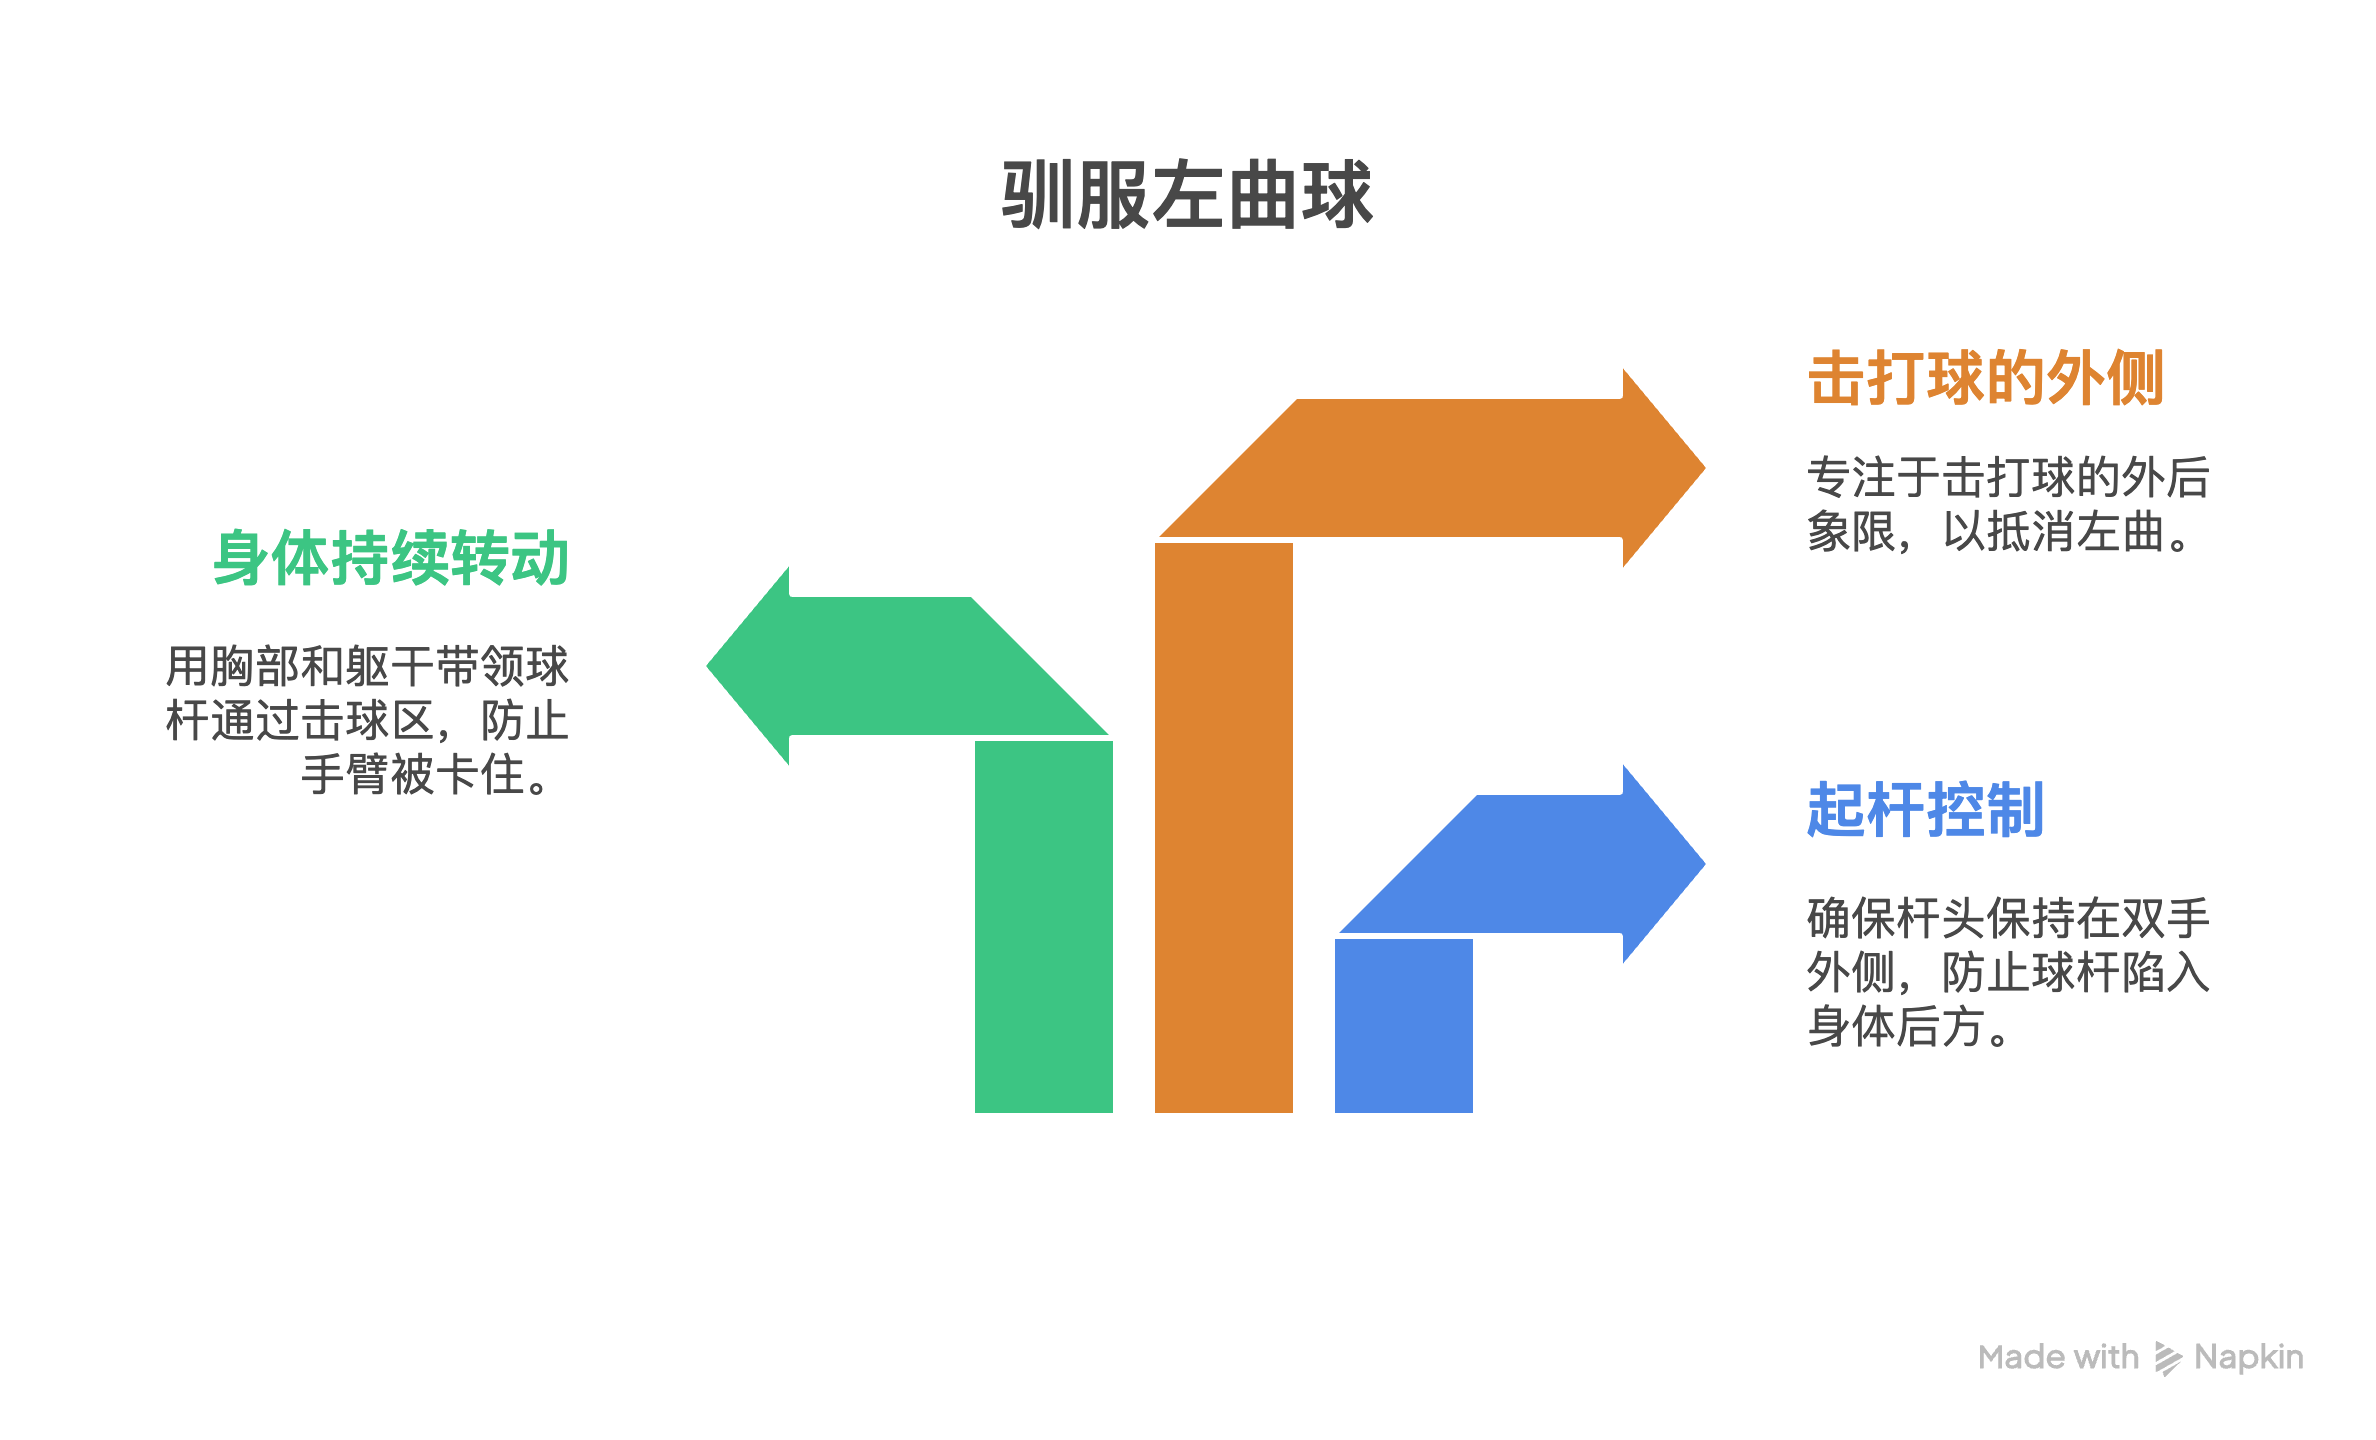 驯服左曲球
击打球的外侧
专注于击打球的外后
象限，以抵消左曲。
身体持续转动
用胸部和躯干带领球
杆通过击球区，防止
手臂被卡住。
起杆控制
确保杆头保持在双手
外侧，防止球杆陷入
身体后方。
Made with Napkin